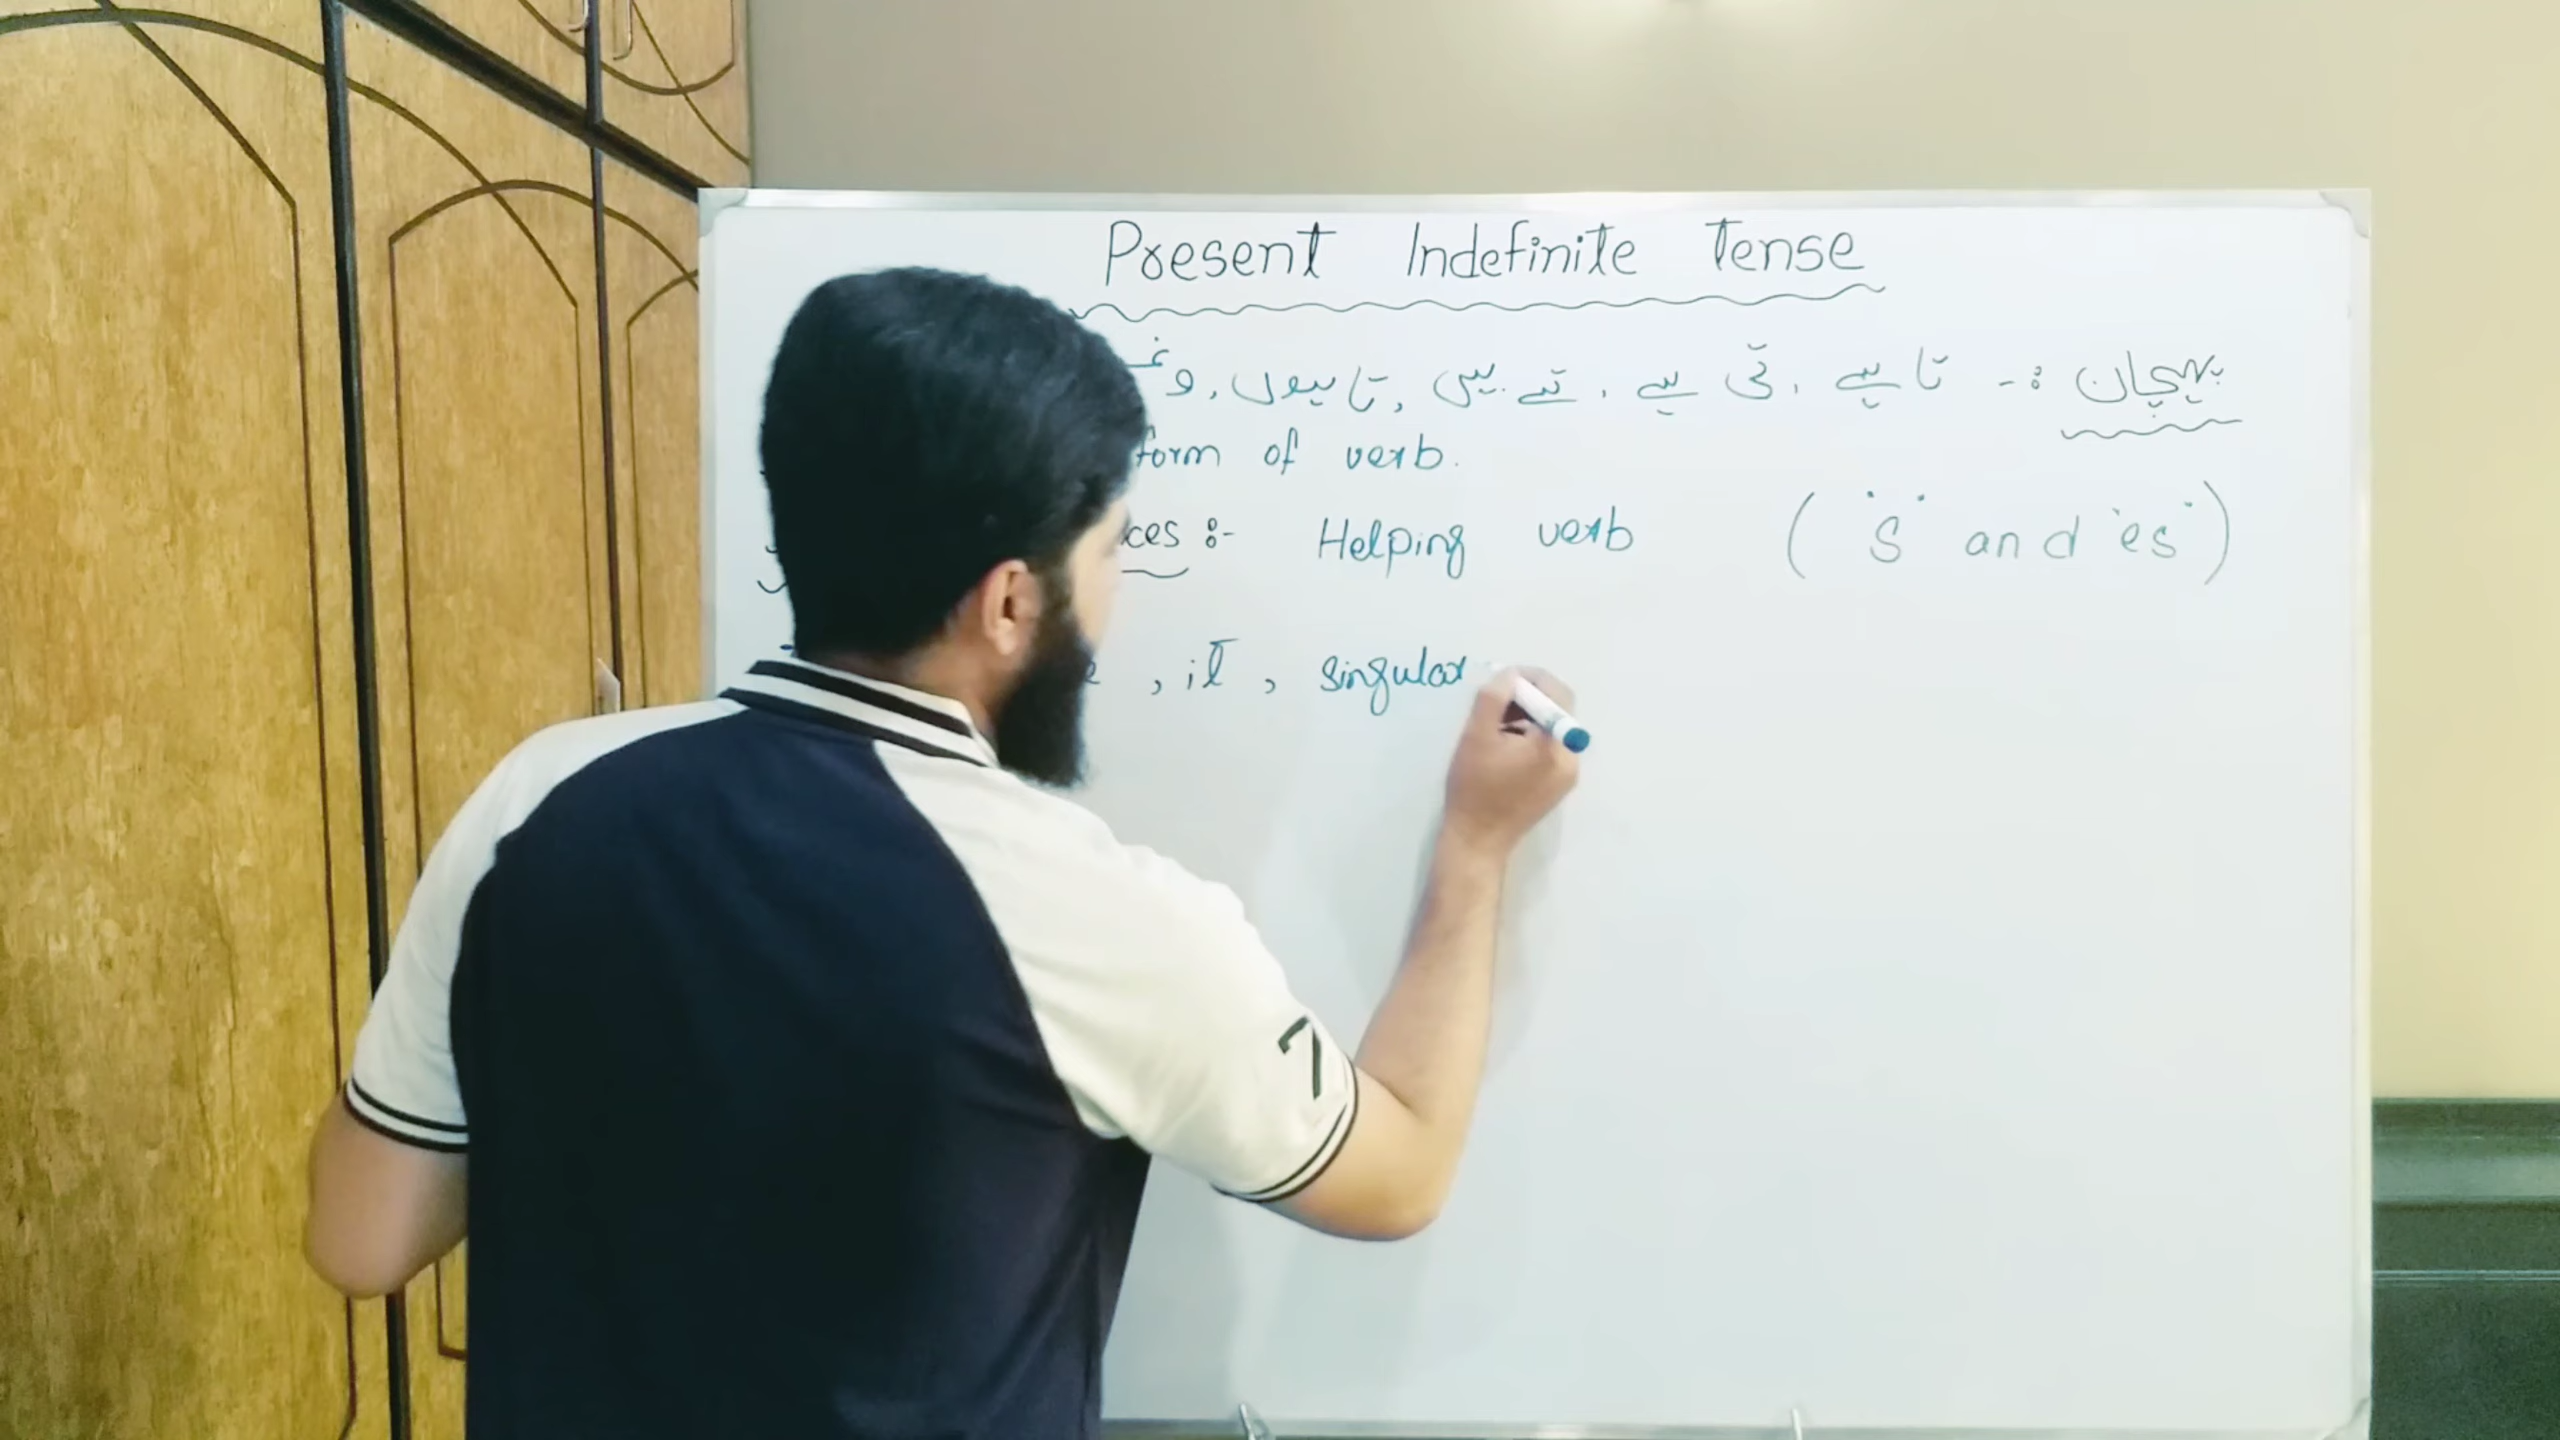 Present Indefinite Tense
پہچان :- تا ہے , تی ہے , تے ہیں , تا ہوں ,
form of verb.
:- Helping verb ("S" and "es")
, it , singular
7